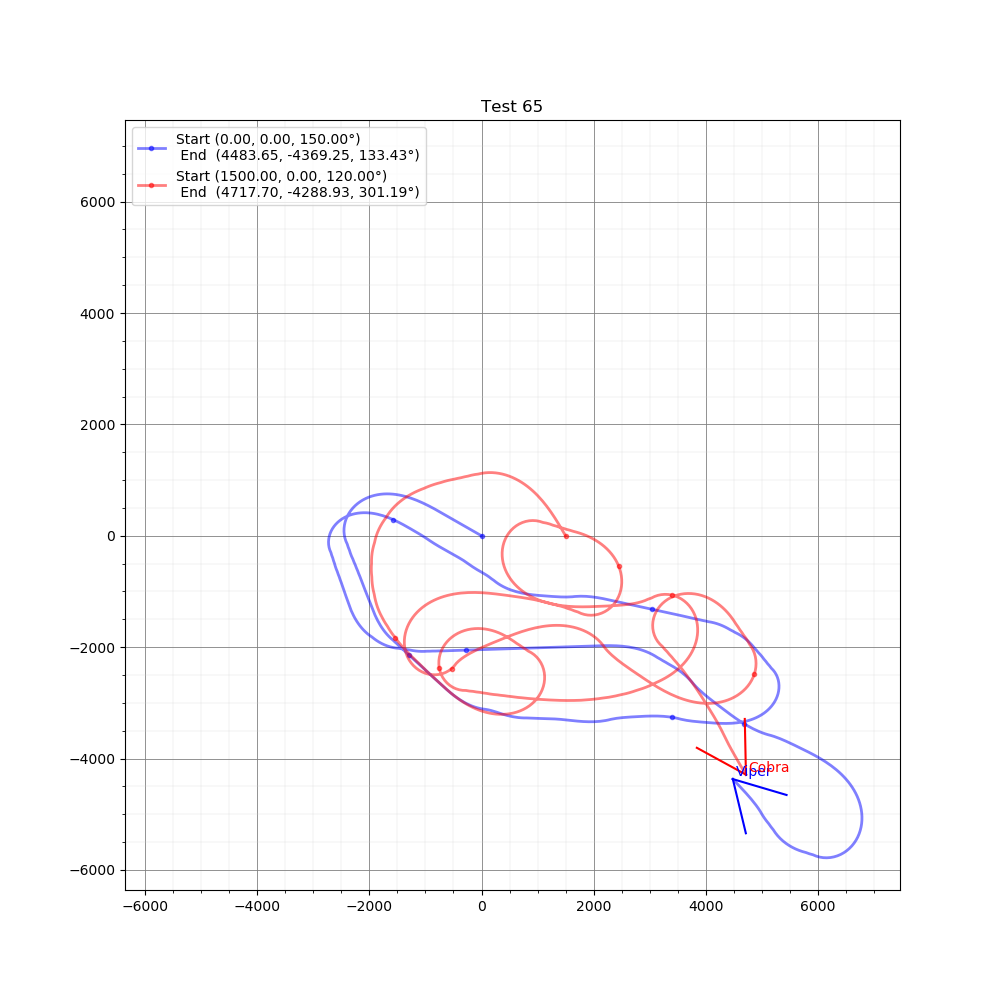 Test 65
Start (0.00, 0.00, 150.00°)
End (4483.65, -4369.25, 133.43°)
Start (1500.00, 0.00, 120.00°)
End (4717.70, -4288.93, 301.19°)
6000
4000
2000
0
−2000
−4000
−6000
Cobra
Viper
−6000 −4000 −2000 0 2000 4000 6000